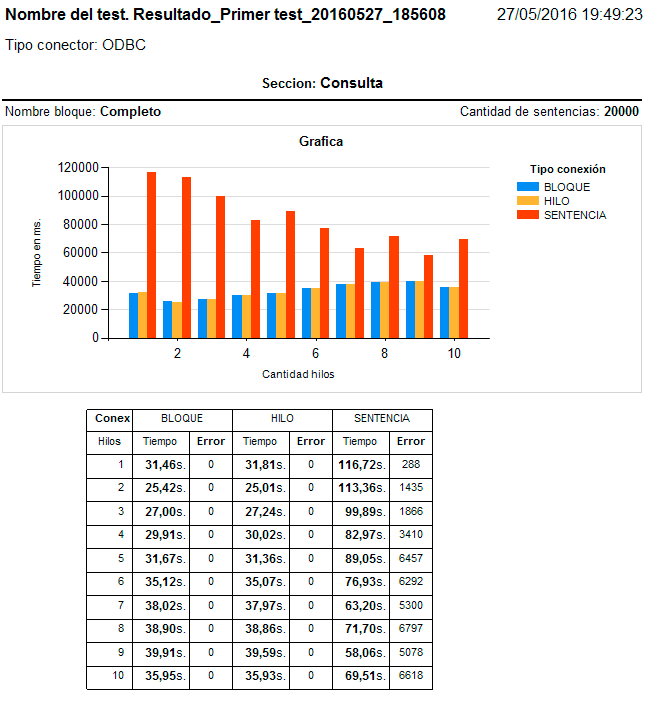 Nombre del test. Resultado_Primer test_20160527_185608 27/05/2016 19:49:23
Tipo conector: ODBC
Seccion: Consulta
Nombre bloque: Completo Cantidad de sentencias: 20000
Grafica
Tipo conexión
BLOQUE
HILO
SENTENCIA
Tiempo en ms.
120000
100000
80000
60000
40000
20000
0
2 4 6 8 10
Cantidad hilos
Conex BLOQUE HILO SENTENCIA
Hilos Tiempo Error Tiempo Error Tiempo Error
1 31,46s. 0 31,81s. 0 116,72s. 288
2 25,42s. 0 25,01s. 0 113,36s. 1435
3 27,00s. 0 27,24s. 0 99,89s. 1866
4 29,91s. 0 30,02s. 0 82,97s. 3410
5 31,67s. 0 31,36s. 0 89,05s. 6457
6 35,12s. 0 35,07s. 0 76,93s. 6292
7 38,02s. 0 37,97s. 0 63,20s. 5300
8 38,90s. 0 38,86s. 0 71,70s. 6797
9 39,91s. 0 39,59s. 0 58,06s. 5078
10 35,95s. 0 35,93s. 0 69,51s. 6618